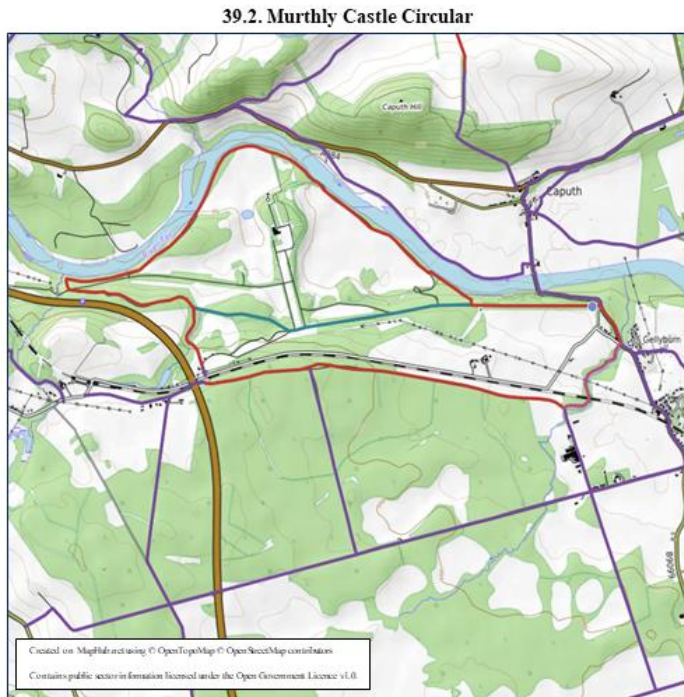 39.2. Murthly Castle Circular
Caputh Hill
Caputh
Gellyburn
B9099
Created on MapHub.net using © OpenTopoMap © OpenStreetMap contributors
Contains public sector information licensed under the Open Government Licence v1.0.